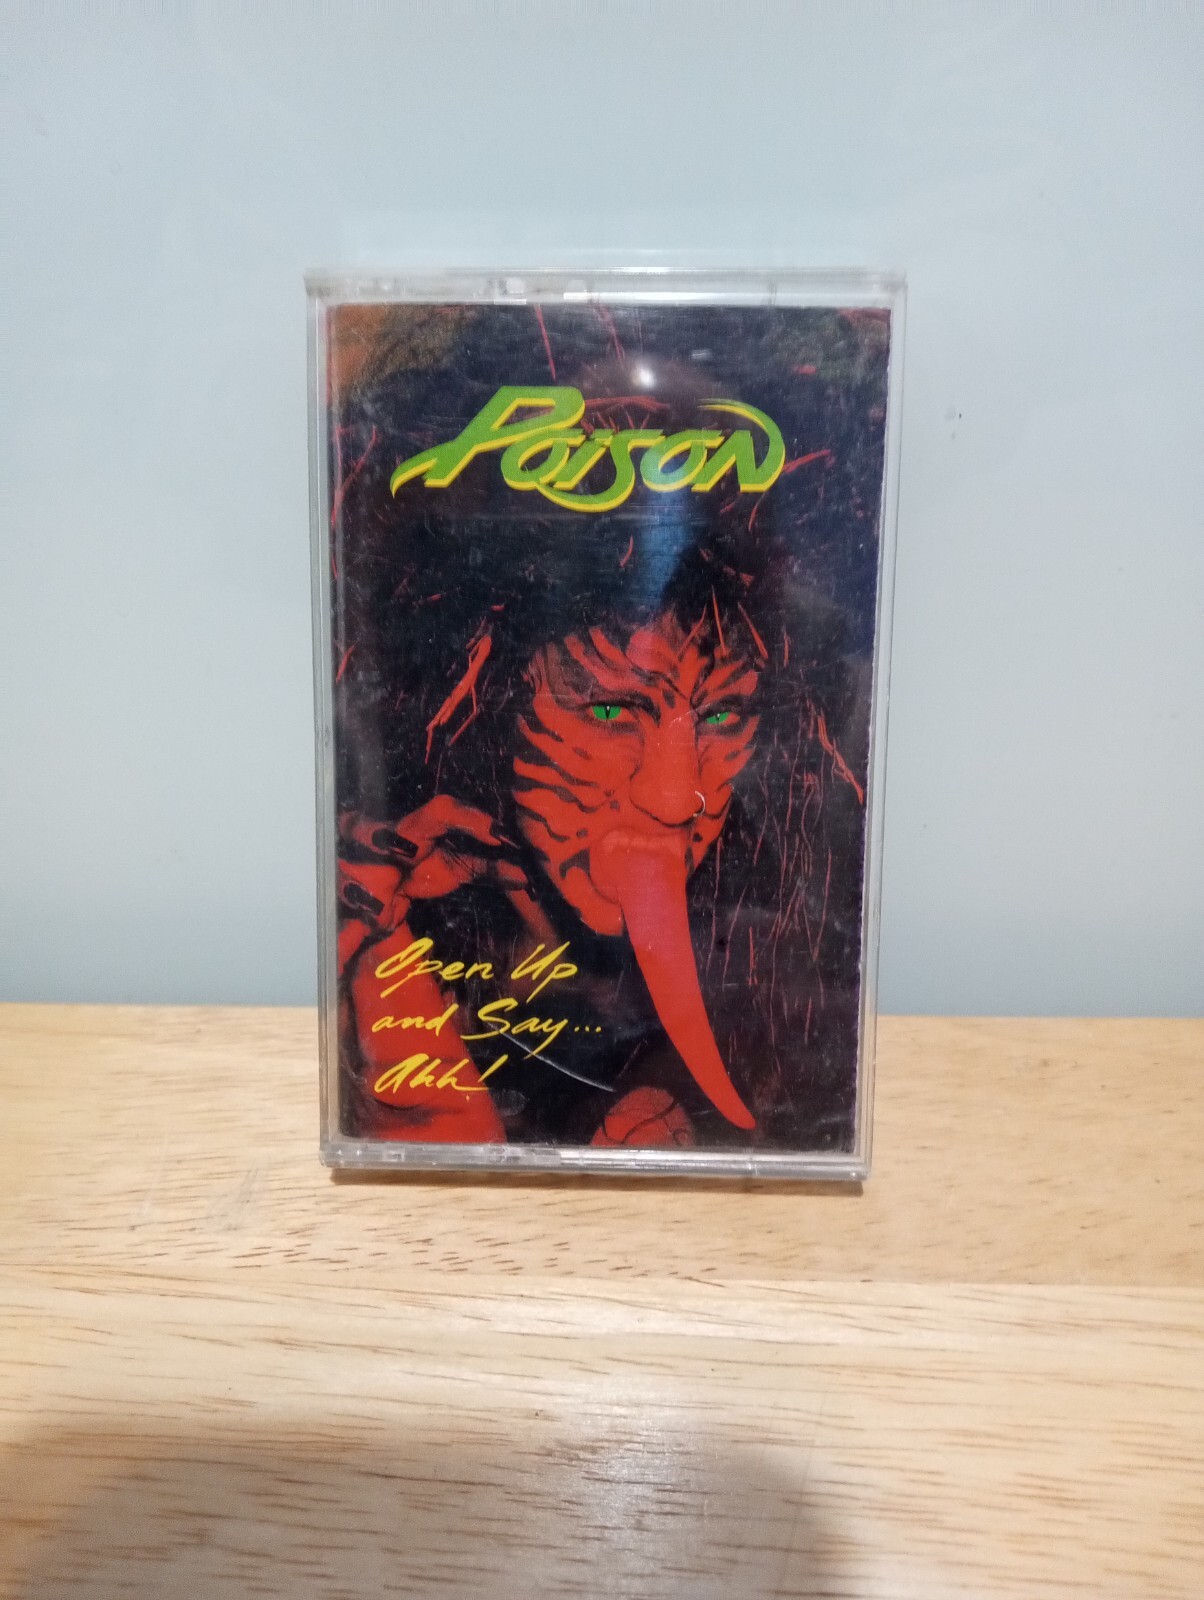 Poison
Open Up
and Say...
Ahh!